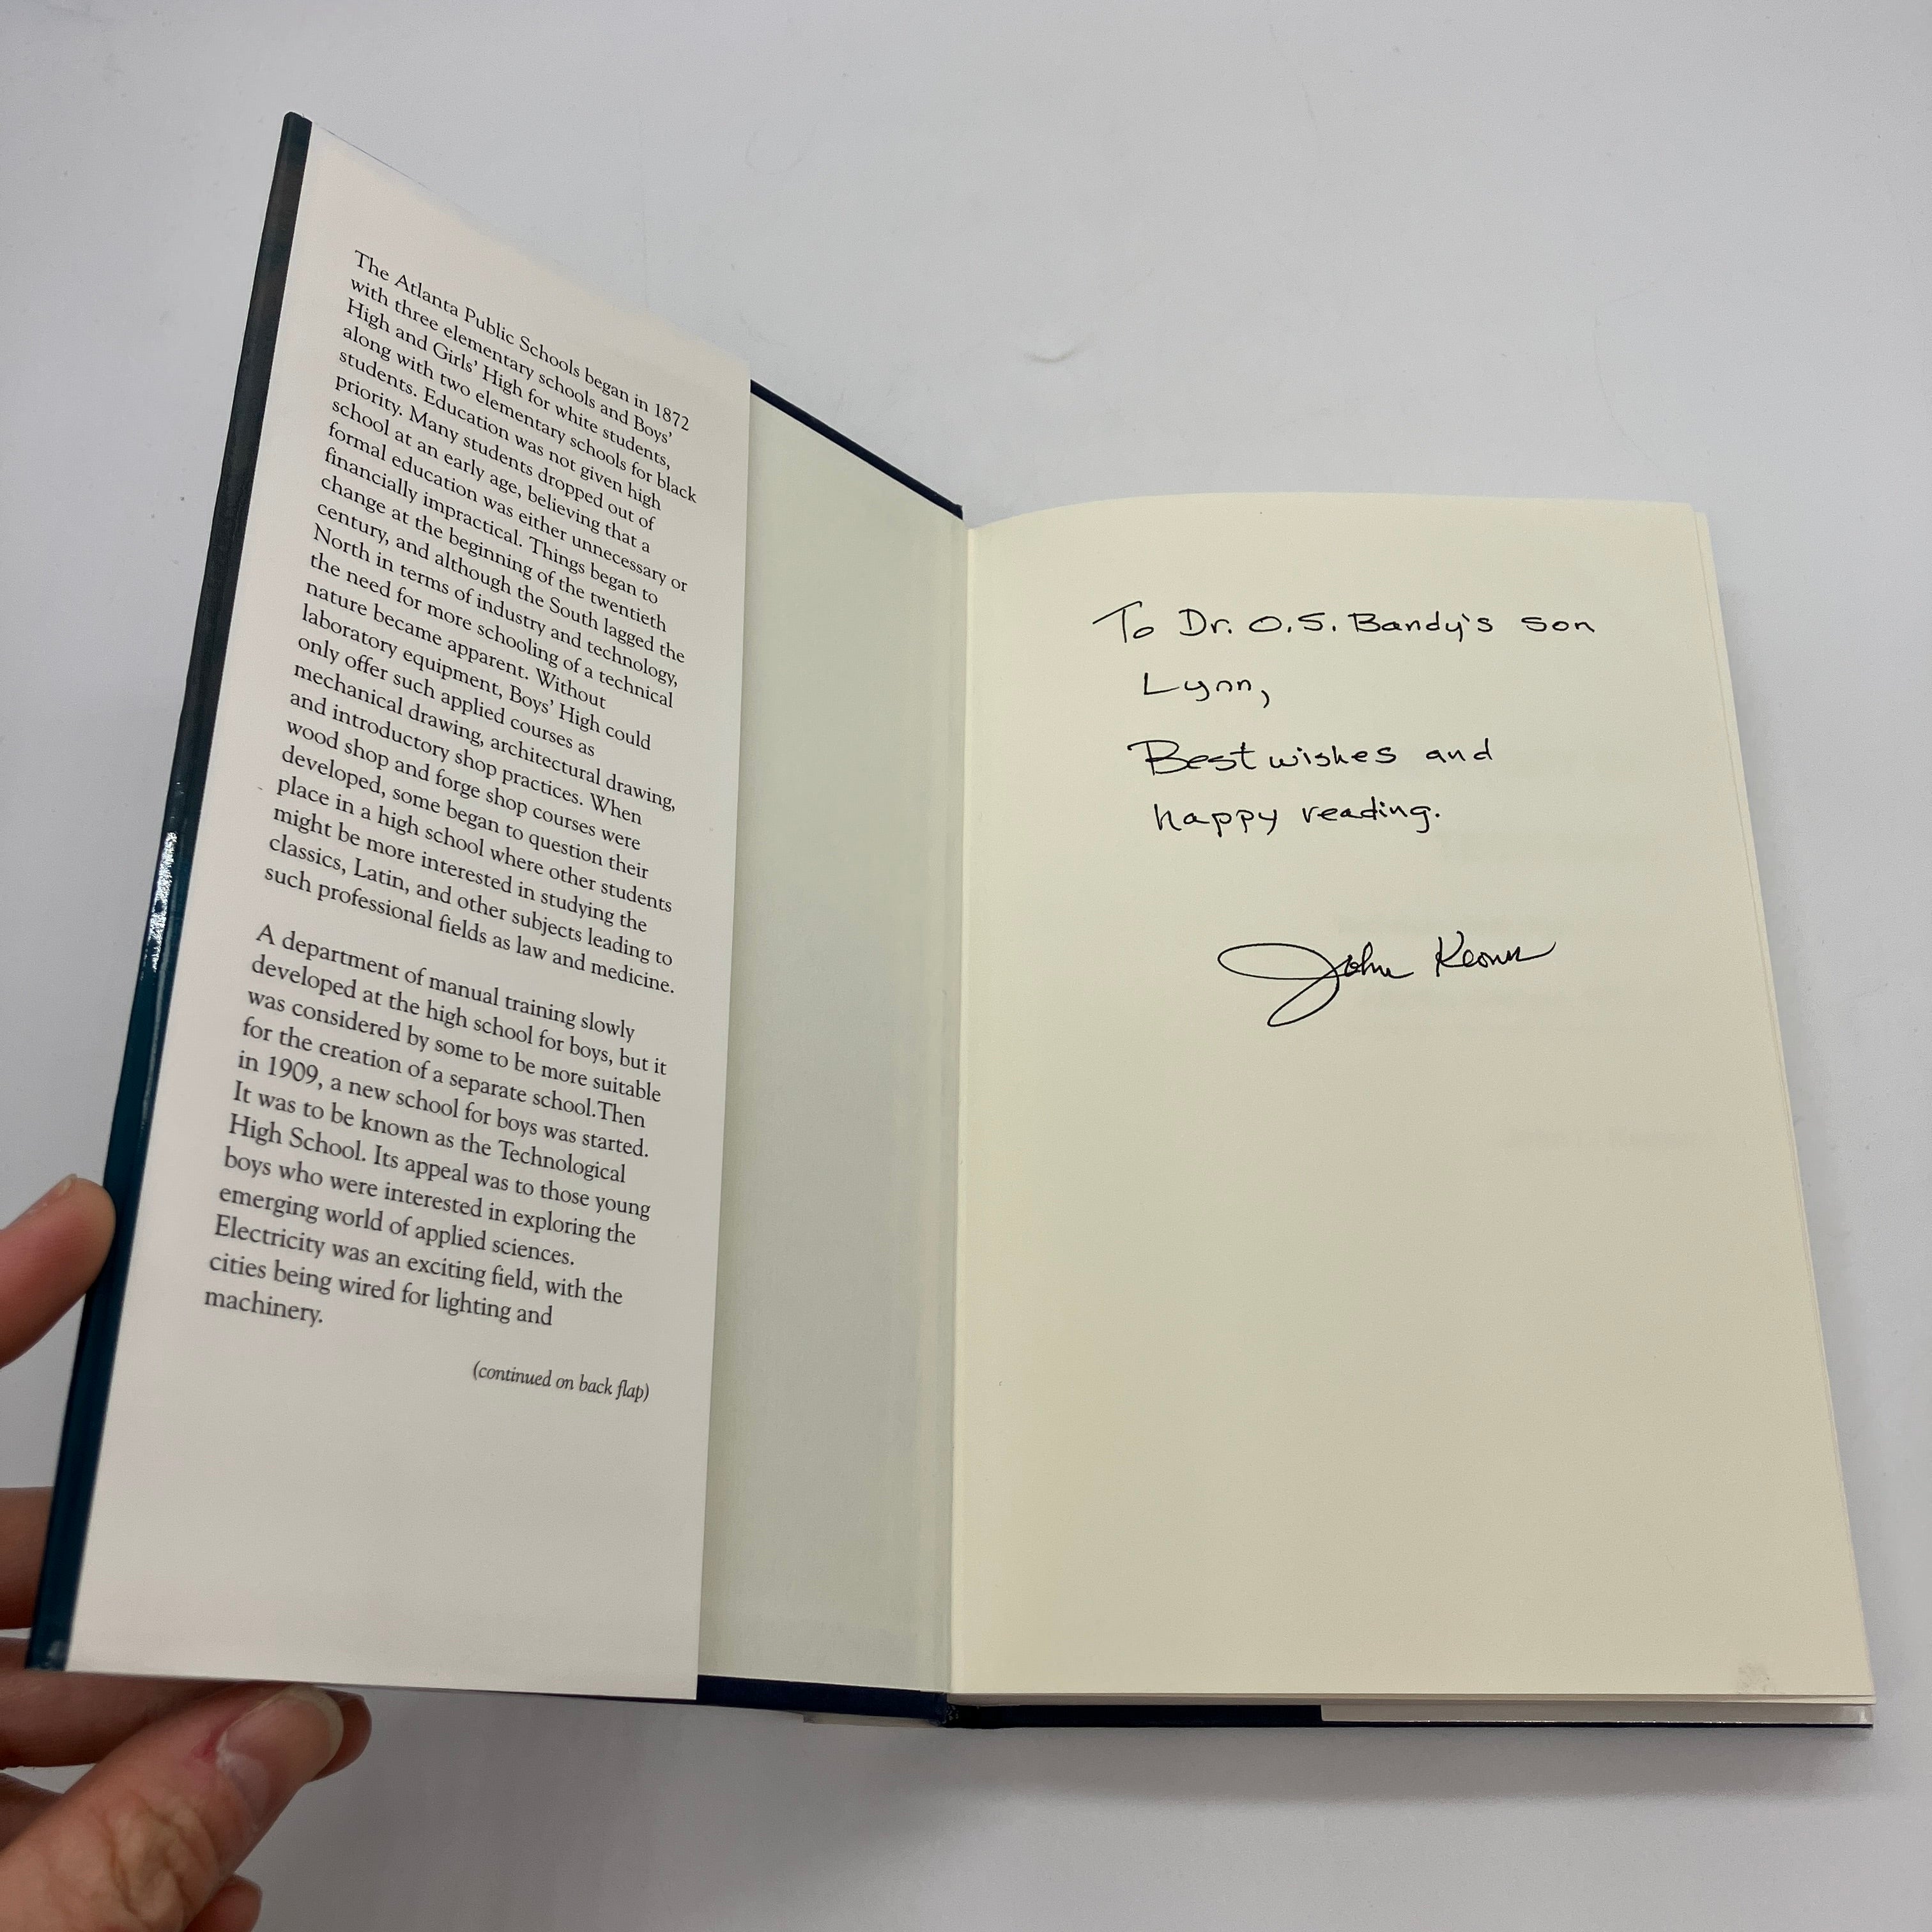 The Atlanta Public Schools began in 1872
with three elementary schools and Boys'
High and Girls' High for white students,
along with two elementary schools for black
students. Education was not given high
priority. Many students dropped out of
school at an early age, believing that a
formal education was either unnecessary or
financially impractical. Things began to
change at the beginning of the twentieth
century, and although the South lagged the
North in terms of industry and technology,
the need for more schooling of a technical
nature became apparent. Without
laboratory equipment, Boys' High could
only offer such applied courses as
mechanical drawing, architectural drawing,
and introductory shop practices. When
wood shop and forge shop courses were
developed, some began to question their
place in a high school where other students
might be more interested in studying the
classics, Latin, and other subjects leading to
such professional fields as law and medicine.
A department of manual training slowly
developed at the high school for boys, but it
was considered by some to be more suitable
for the creation of a separate school.Then
in 1909, a new school for boys was started.
It was to be known as the Technological
High School. Its appeal was to those young
boys who were interested in exploring the
emerging world of applied sciences.
Electricity was an exciting field, with the
cities being wired for lighting and
machinery.
(continued on back flap)
To Dr. O.S. Bandy's son
Lynn,
Best wishes and
happy reading.
John